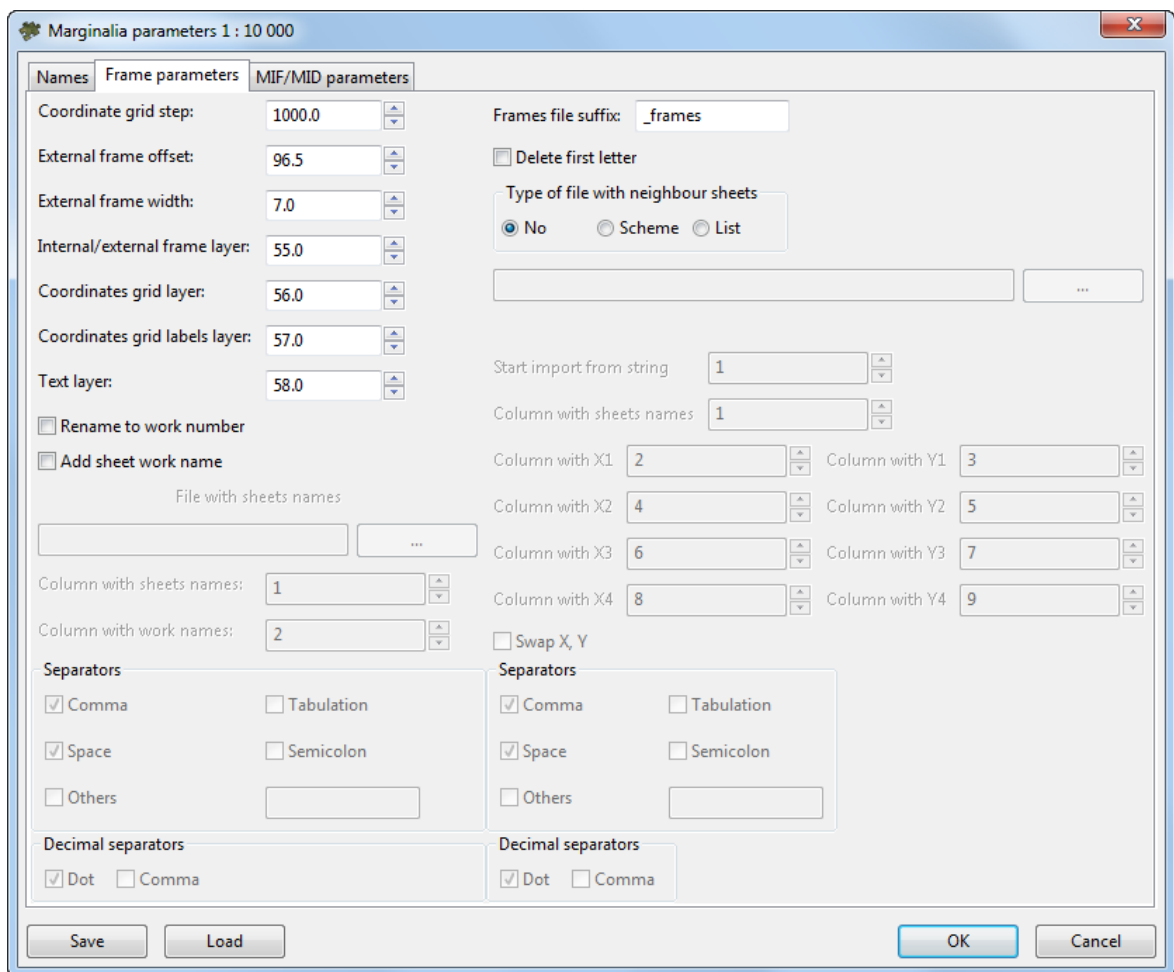 Marginalia parameters 1 : 10 000
Names Frame parameters MIF/MID parameters
Coordinate grid step: 1000.0
External frame offset: 96.5
External frame width: 7.0
Internal/external frame layer: 55.0
Coordinates grid layer: 56.0
Coordinates grid labels layer: 57.0
Text layer: 58.0
Rename to work number
Add sheet work name
File with sheets names
...
Column with sheets names: 1
Column with work names: 2
Separators
Comma Tabulation
Space Semicolon
Others
Decimal separators
Dot Comma
Frames file suffix: _frames
Delete first letter
Type of file with neighbour sheets
No Scheme List
...
Start import from string 1
Column with sheets names 1
Column with X1 2 Column with Y1 3
Column with X2 4 Column with Y2 5
Column with X3 6 Column with Y3 7
Column with X4 8 Column with Y4 9
Swap X, Y
Separators
Comma Tabulation
Space Semicolon
Others
Decimal separators
Dot Comma
Save Load OK Cancel